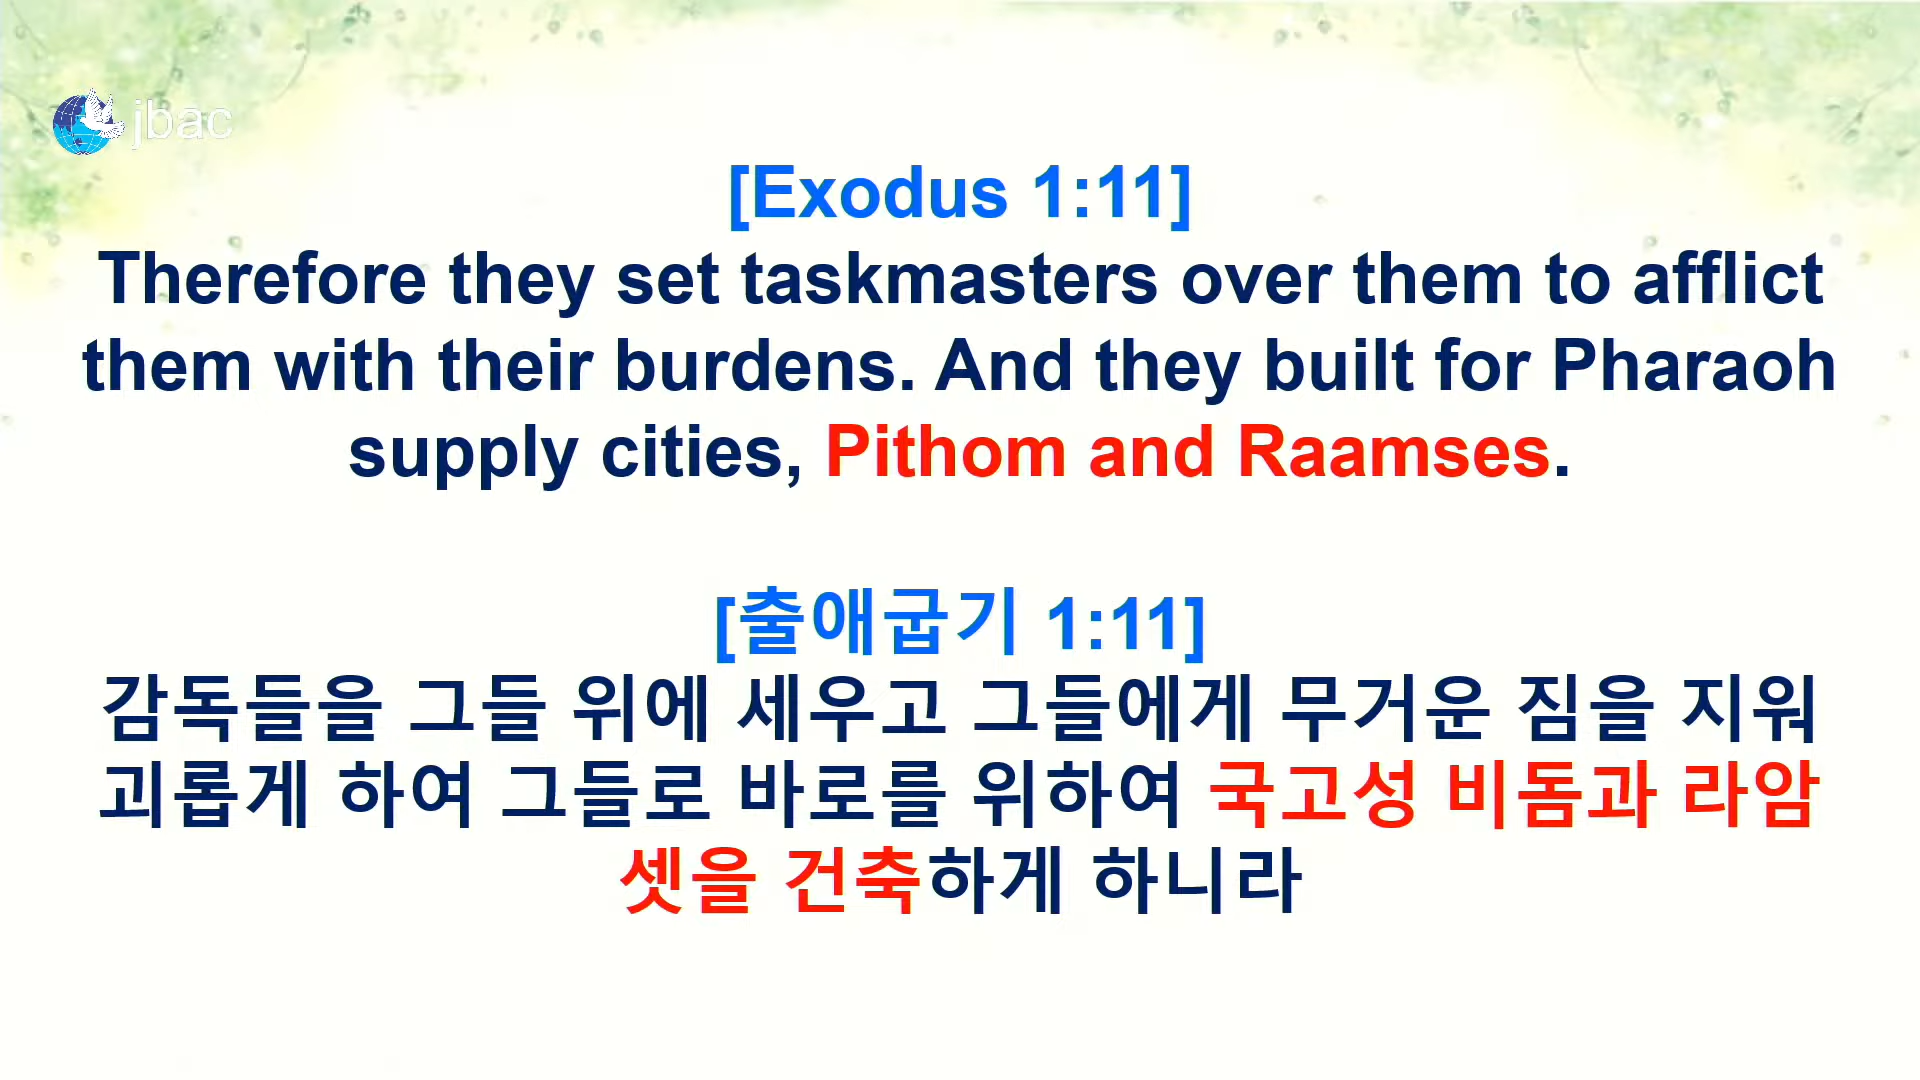 jbac
[Exodus 1:11]
Therefore they set taskmasters over them to afflict
them with their burdens. And they built for Pharaoh
supply cities, Pithom and Raamses.
[출애굽기 1:11]
감독들을 그들 위에 세우고 그들에게 무거운 짐을 지워
괴롭게 하여 그들로 바로를 위하여 국고성 비돔과 라암
셋을 건축하게 하니라